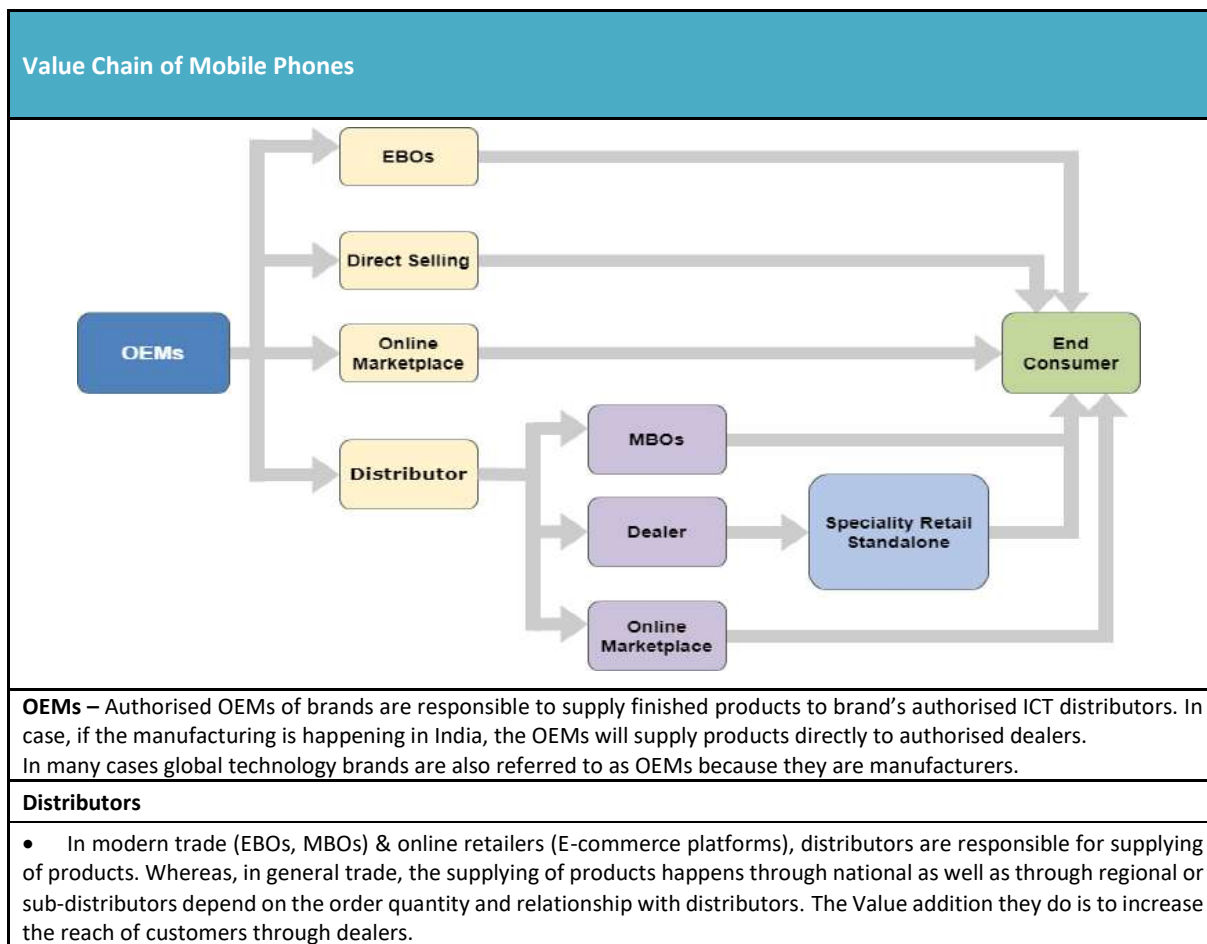 Value Chain of Mobile Phones
EBOs
Direct Selling
OEMs
Online
Marketplace
End
Consumer
Distributor
MBOs
Dealer
Speciality Retail
Standalone
Online
Marketplace
OEMs – Authorised OEMs of brands are responsible to supply finished products to brand’s authorised ICT distributors. In
case, if the manufacturing is happening in India, the OEMs will supply products directly to authorised dealers.
In many cases global technology brands are also referred to as OEMs because they are manufacturers.
Distributors
• In modern trade (EBOs, MBOs) & online retailers (E-commerce platforms), distributors are responsible for supplying
of products. Whereas, in general trade, the supplying of products happens through national as well as through regional or
sub-distributors depend on the order quantity and relationship with distributors. The Value addition they do is to increase
the reach of customers through dealers.